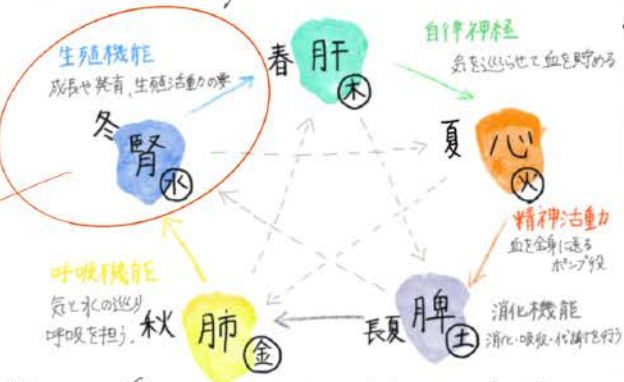 生殖機能
成長や発育、生殖活動の要
冬
腎
水
春
肝
木
自律神経
気を巡らせて血を貯める
夏
心
火
精神活動
血を全身に送る
ポンプ役
長夏
脾
土
消化機能
消化・吸収・代謝を行う
秋
肺
金
呼吸機能
気と水の巡り
呼吸を担う.